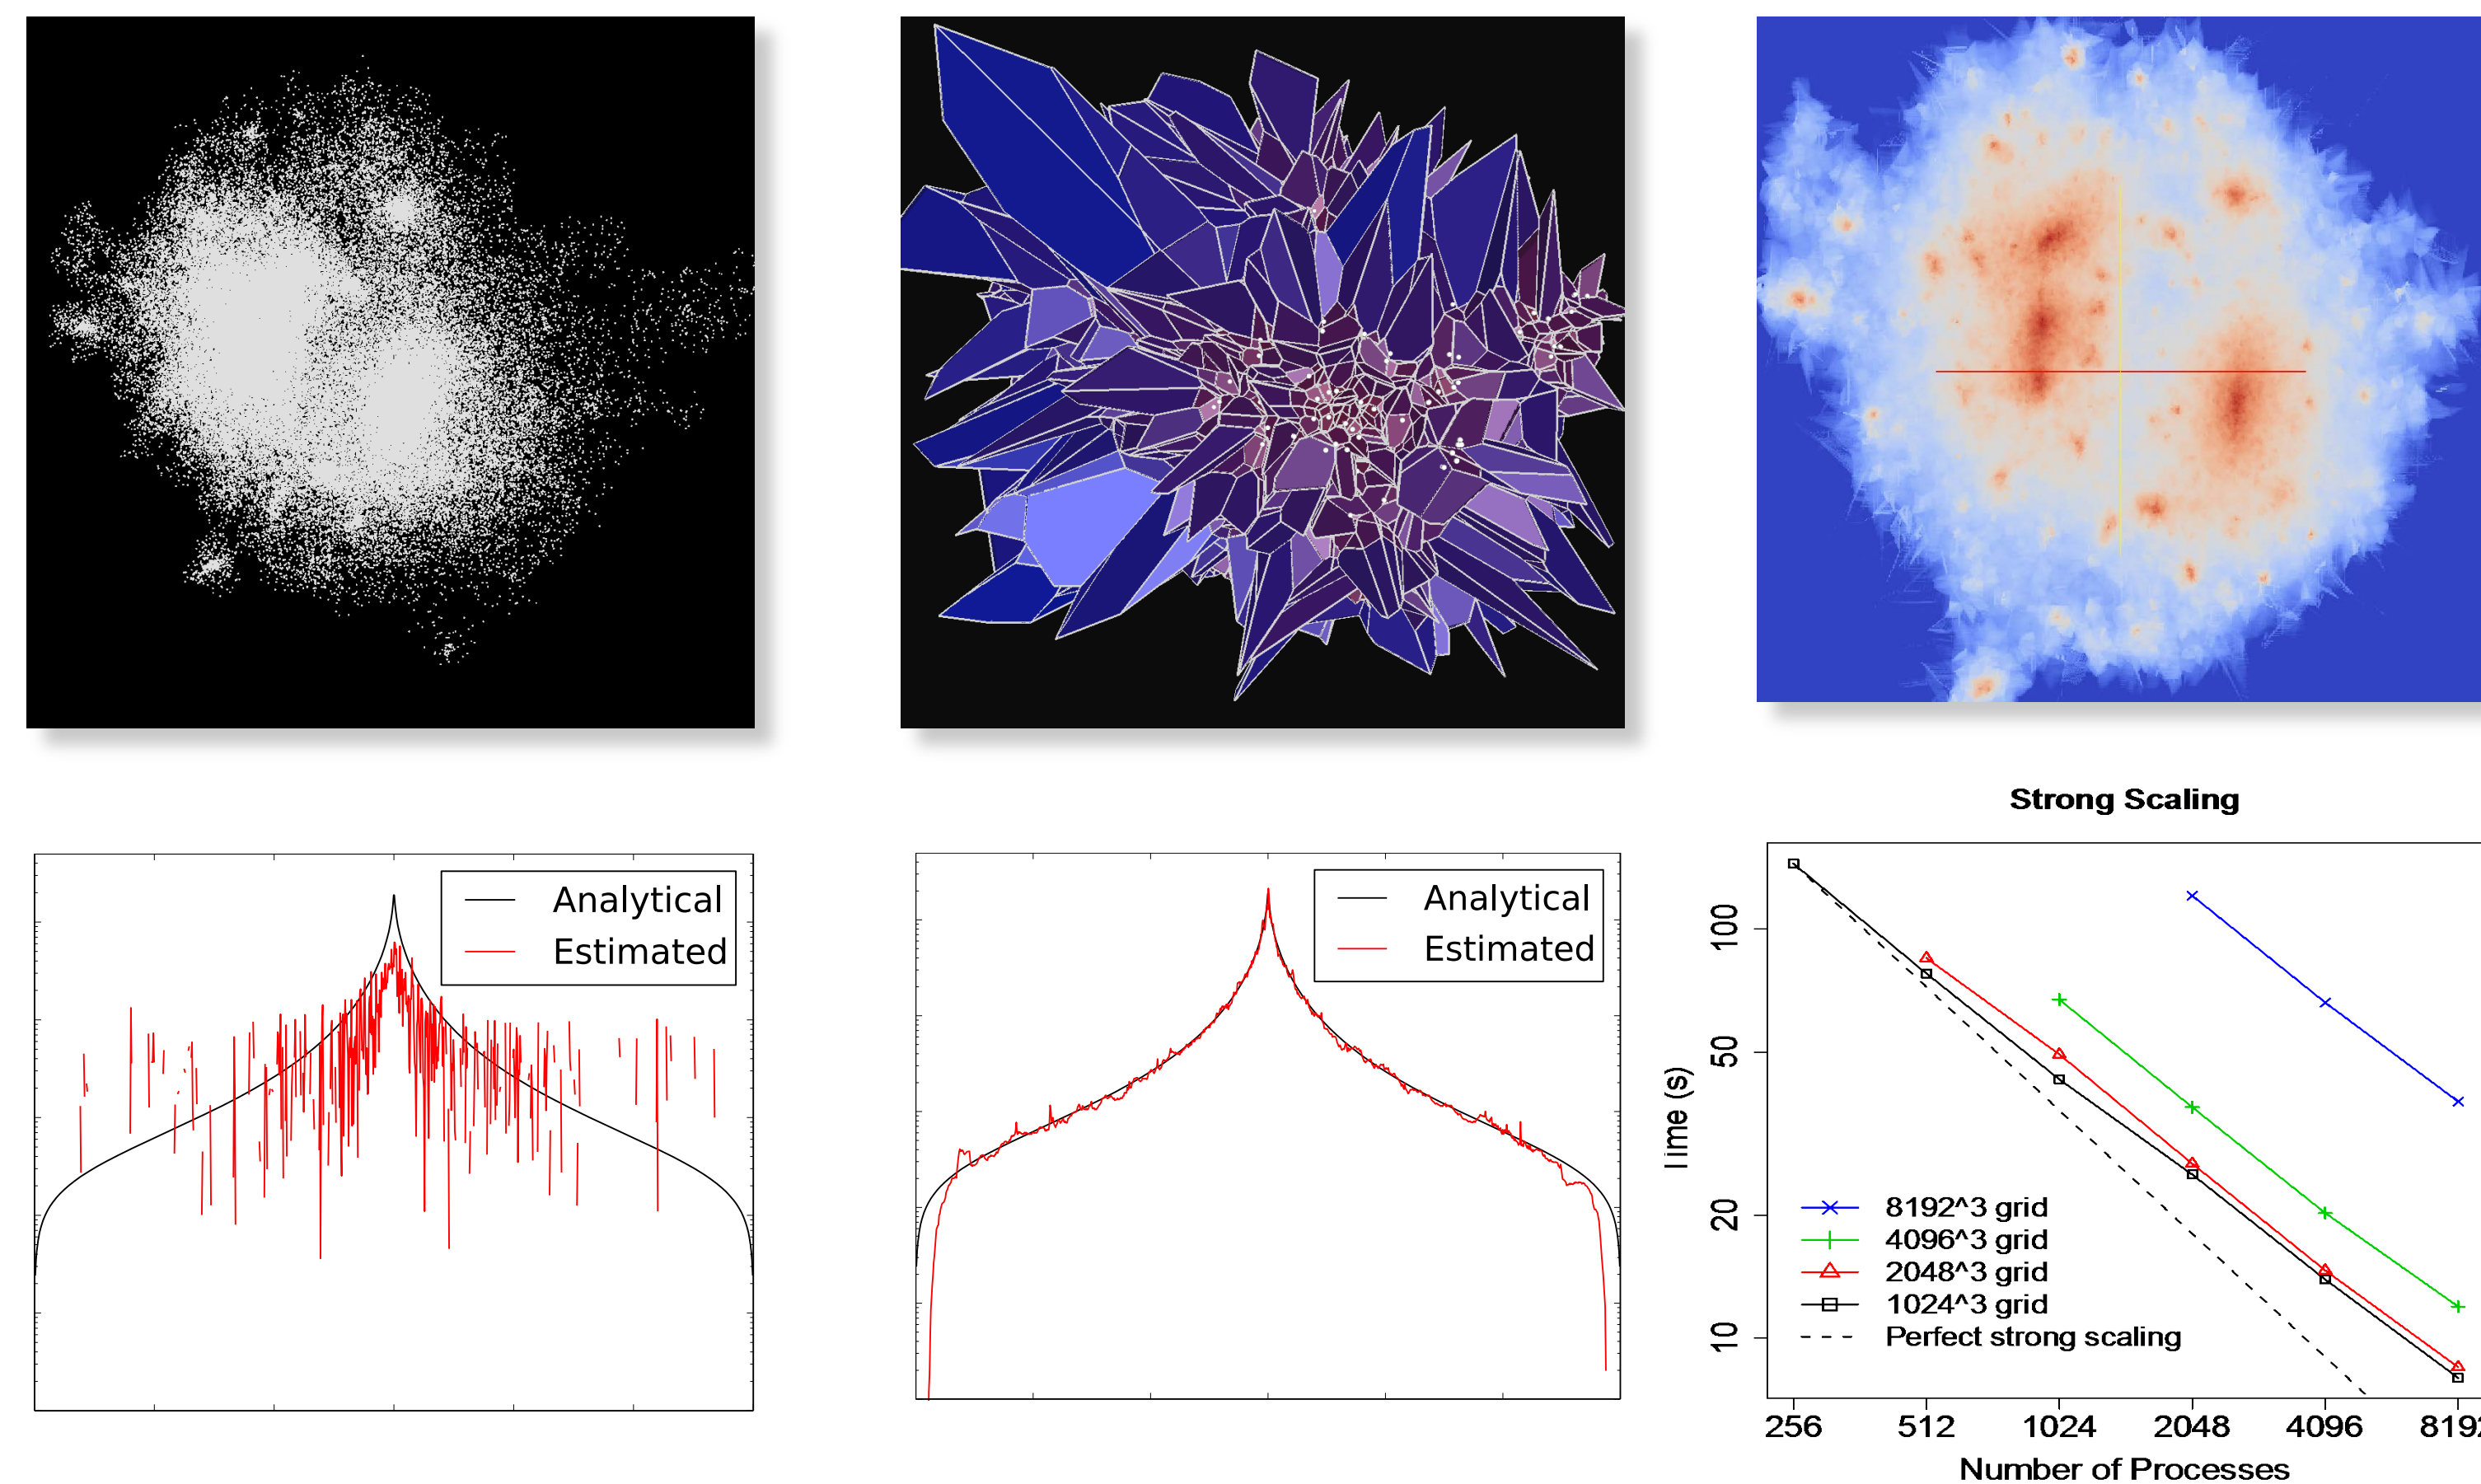 Analytical
Estimated
Analytical
Estimated
Strong Scaling
Time (s)
100
50
20
10
8192^3 grid
4096^3 grid
2048^3 grid
1024^3 grid
Perfect strong scaling
256 512 1024 2048 4096 8192
Number of Processes